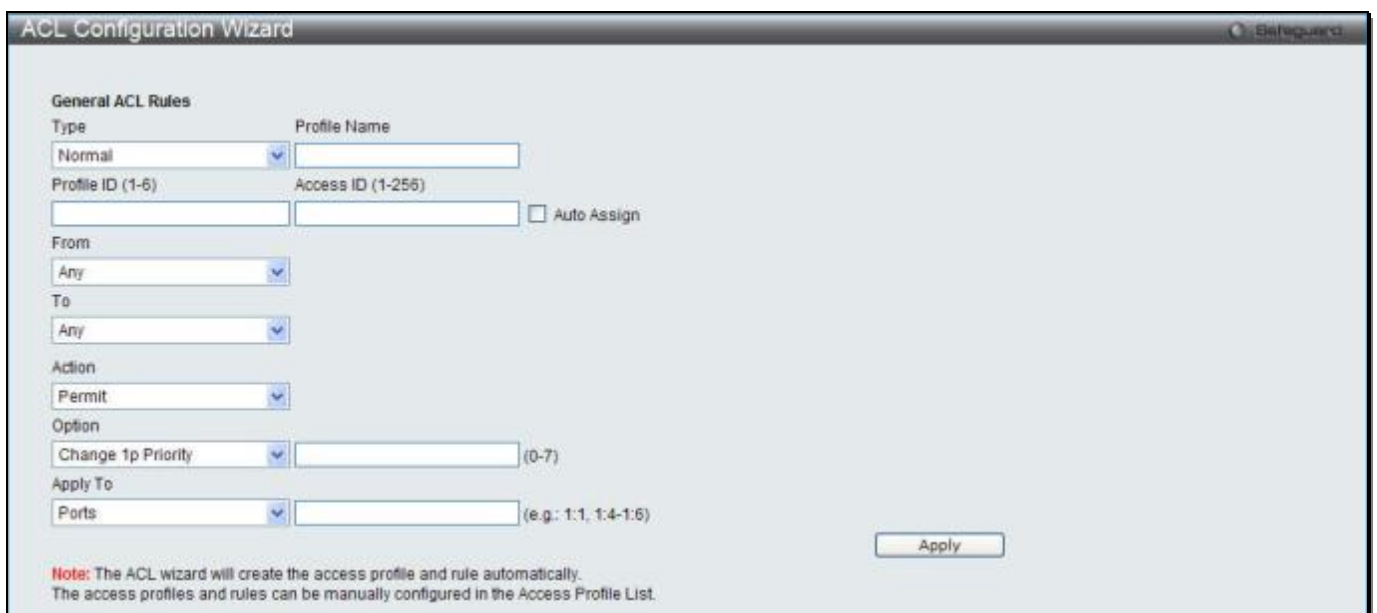 ACL Configuration Wizard
Safeguard
General ACL Rules
Type Profile Name
Normal
Profile ID (1-6) Access ID (1-256)
Auto Assign
From
Any
To
Any
Action
Permit
Option
Change 1p Priority (0-7)
Apply To
Ports (e.g.: 1:1, 1:4-1:6)
Apply
Note: The ACL wizard will create the access profile and rule automatically.
The access profiles and rules can be manually configured in the Access Profile List.